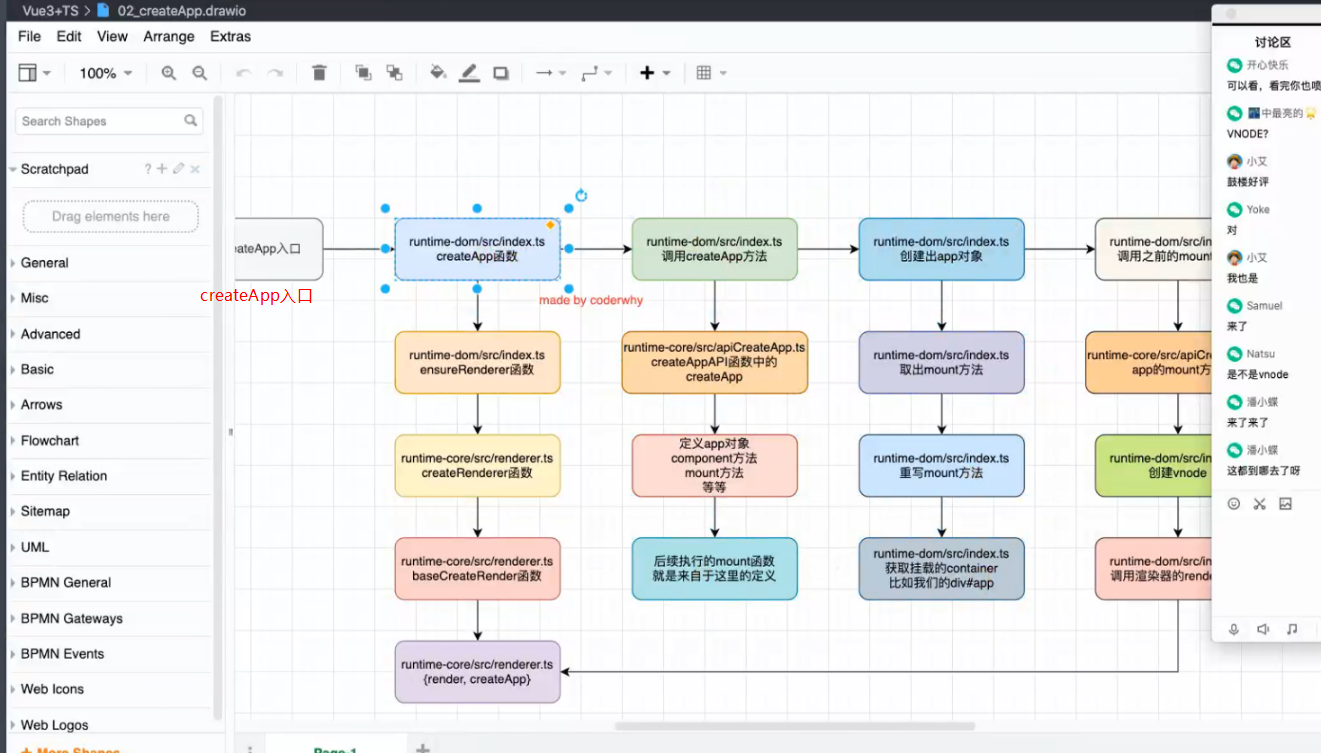 Vue3+TS > 02_createApp.drawio
File Edit View Arrange Extras
100%
Search Shapes
Scratchpad
Drag elements here
General
Misc
Advanced
Basic
Arrows
Flowchart
Entity Relation
Sitemap
UML
BPMN General
BPMN Gateways
BPMN Events
Web Icons
Web Logos
+ More Shapes
eateApp入口
createApp入口
runtime-dom/src/index.ts
createApp函数
runtime-dom/src/index.ts
ensureRenderer函数
runtime-core/src/renderer.ts
createRenderer函数
runtime-core/src/renderer.ts
baseCreateRender函数
runtime-core/src/renderer.ts
{render, createApp}
made by coderwhy
runtime-dom/src/index.ts
调用createApp方法
runtime-core/src/apiCreateApp.ts
createAppAPI函数中的
createApp
定义app对象
component方法
mount方法
等等
后续执行的mount函数
就是来自于这里的定义
runtime-dom/src/index.ts
创建出app对象
runtime-dom/src/index.ts
取出mount方法
runtime-dom/src/index.ts
重写mount方法
runtime-dom/src/index.ts
获取挂载的container
比如我们的div#app
runtime-dom/src/in
调用之前的mount
runtime-core/src/apiCr
app的mount方
runtime-dom/src/in
创建vnode
runtime-core/src/in
调用渲染器的rende
Page-1
讨论区
开心快乐
可以看，看完你也喷
中最亮的
VNODE?
小艾
鼓楼好评
Yoke
对
小艾
我也是
Samuel
来了
Natsu
是不是vnode
潘小蝶
来了来了
潘小蝶
这都到哪去了呀